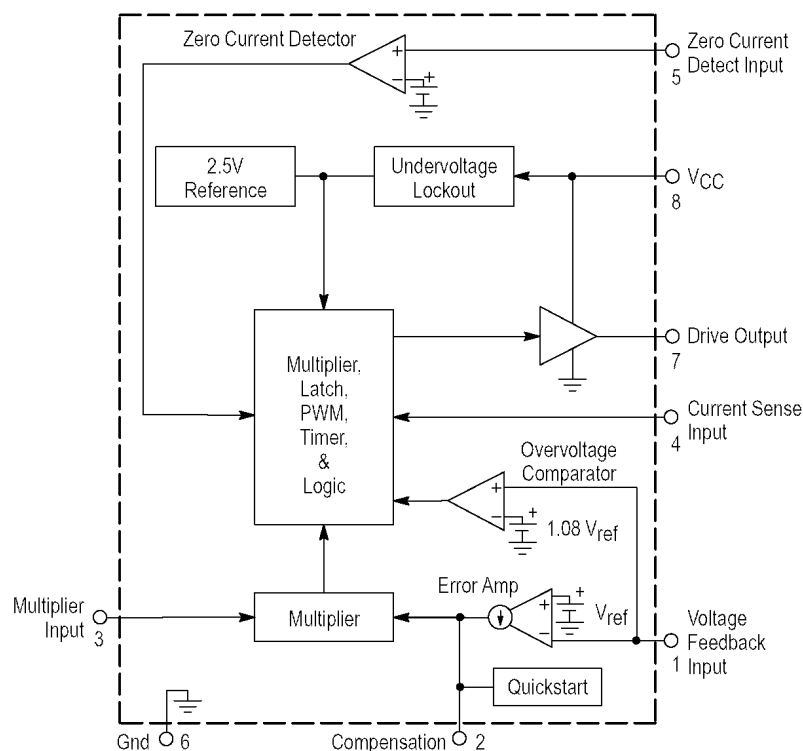 Zero Current Detector
+
−
+
Zero Current
Detect Input
5
2.5V
Reference
Undervoltage
Lockout
VCC
8
Multiplier,
Latch,
PWM,
Timer,
&
Logic
Drive Output
7
Current Sense
Input
4
Overvoltage
Comparator
+
−
+
1.08 Vref
Error Amp
+
−
+
Vref
Multiplier
Input
3
Multiplier
Voltage
Feedback
Input
1
Quickstart
Gnd 6
Compensation 2